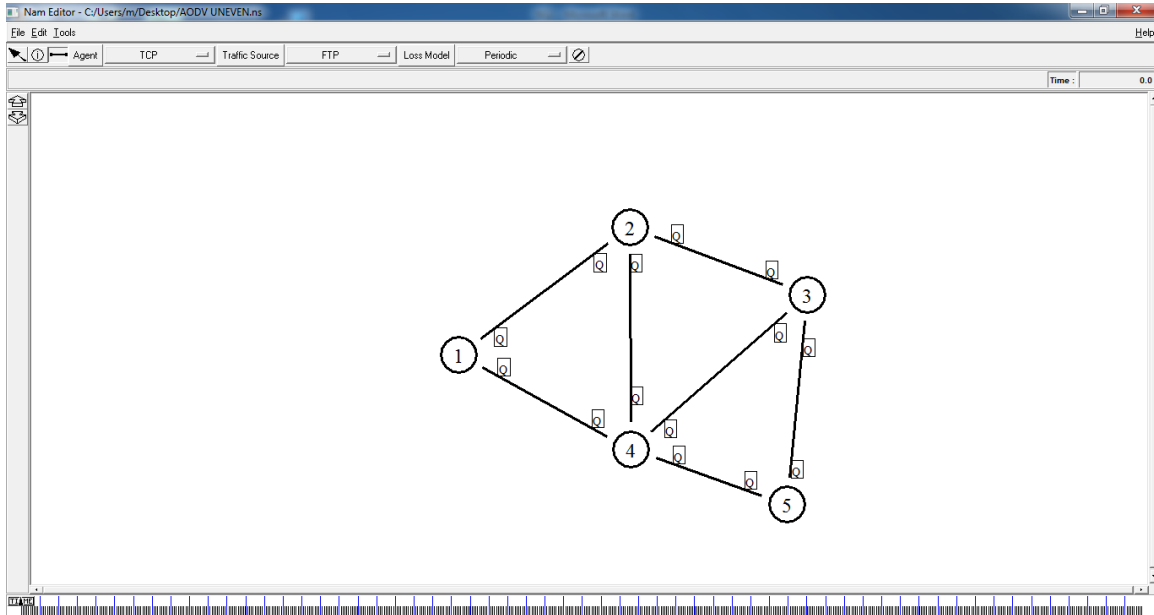 Nam Editor - C:/Users/m/Desktop/AODV UNEVEN.ns
File Edit Tools Help
Agent TCP Traffic Source FTP Loss Model Periodic
Time : 0.0
2
Q Q
Q Q
Q
3
Q Q
Q
1
Q
Q
Q
Q
4
Q
Q
Q
5
TIME